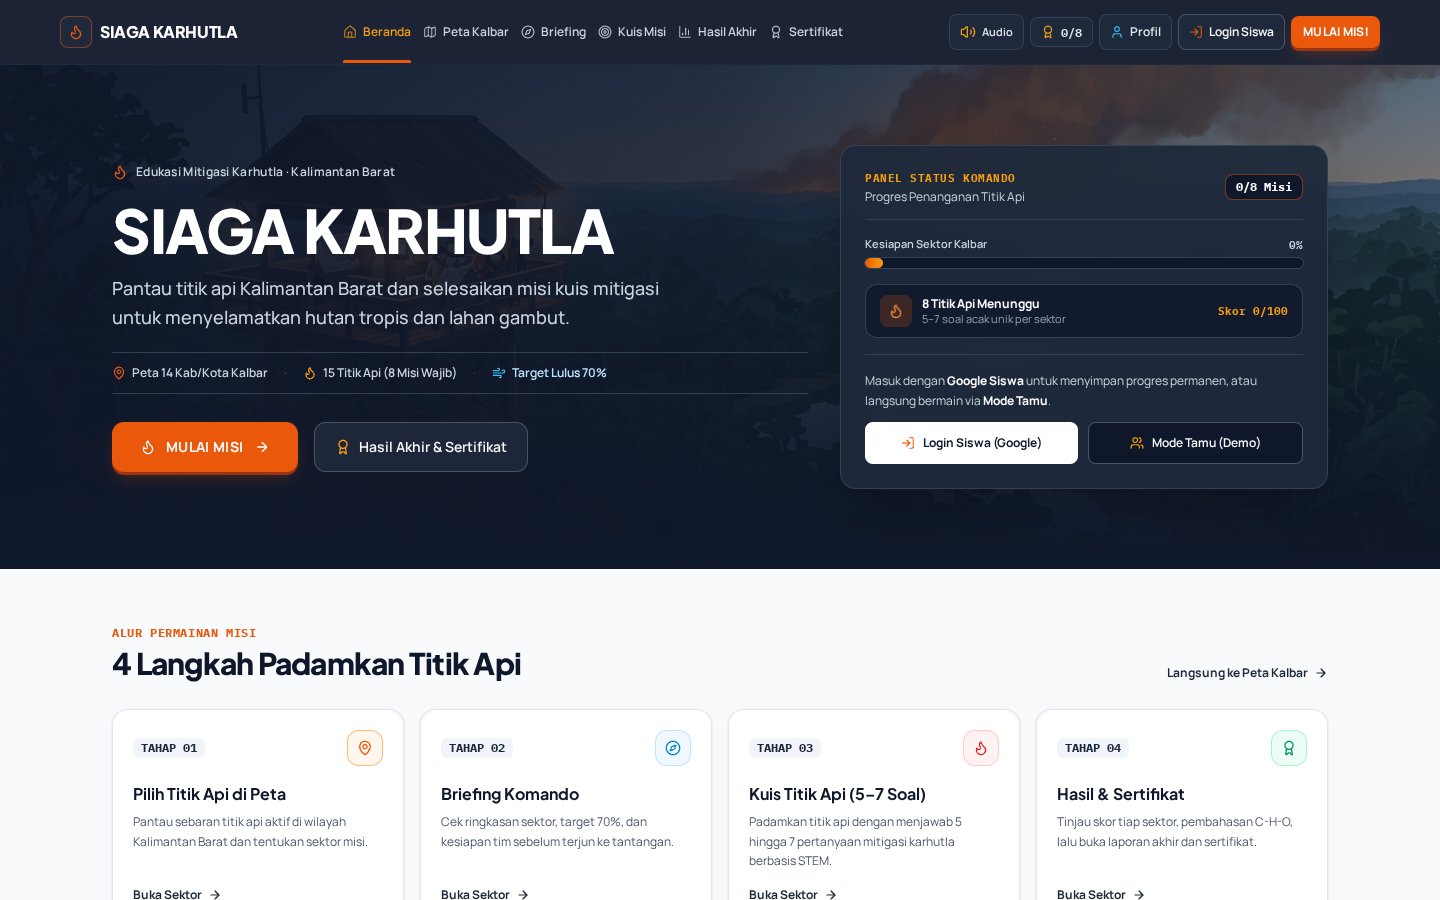 SIAGA KARHUTLA
Beranda
Peta Kalbar
Briefing
Kuis Misi
Hasil Akhir
Sertifikat
Audio
0/8
Profil
Login Siswa
MULAI MISI
Edukasi Mitigasi Karhutla · Kalimantan Barat
SIAGA KARHUTLA
Pantau titik api Kalimantan Barat dan selesaikan misi kuis mitigasi
untuk menyelamatkan hutan tropis dan lahan gambut.
Peta 14 Kab/Kota Kalbar · 15 Titik Api (8 Misi Wajib) · Target Lulus 70%
MULAI MISI
Hasil Akhir & Sertifikat
PANEL STATUS KOMANDO
Progres Penanganan Titik Api
0/8 Misi
Kesiapan Sektor Kalbar
0%
8 Titik Api Menunggu
5–7 soal acak unik per sektor
Skor 0/100
Masuk dengan Google Siswa untuk menyimpan progres permanen, atau
langsung bermain via Mode Tamu.
Login Siswa (Google)
Mode Tamu (Demo)
ALUR PERMAINAN MISI
4 Langkah Padamkan Titik Api
Langsung ke Peta Kalbar
TAHAP 01
Pilih Titik Api di Peta
Pantau sebaran titik api aktif di wilayah
Kalimantan Barat dan tentukan sektor misi.
Buka Sektor
TAHAP 02
Briefing Komando
Cek ringkasan sektor, target 70%, dan
kesiapan tim sebelum terjun ke tantangan.
Buka Sektor
TAHAP 03
Kuis Titik Api (5–7 Soal)
Padamkan titik api dengan menjawab 5
hingga 7 pertanyaan mitigasi karhutla
berbasis STEM.
Buka Sektor
TAHAP 04
Hasil & Sertifikat
Tinjau skor tiap sektor, pembahasan C-H-O,
lalu buka laporan akhir dan sertifikat.
Buka Sektor